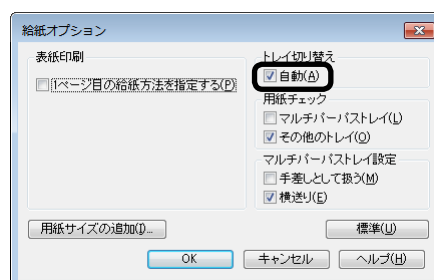 給紙オプション
表紙印刷
1ページ目の給紙方法を指定する(P)
トレイ切り替え
自動(A)
用紙チェック
マルチパーパストレイ(L)
その他のトレイ(O)
マルチパーパストレイ設定
手差しとして扱う(M)
横送り(E)
用紙サイズの追加(I)...
標準(U)
OK
キャンセル
ヘルプ(H)